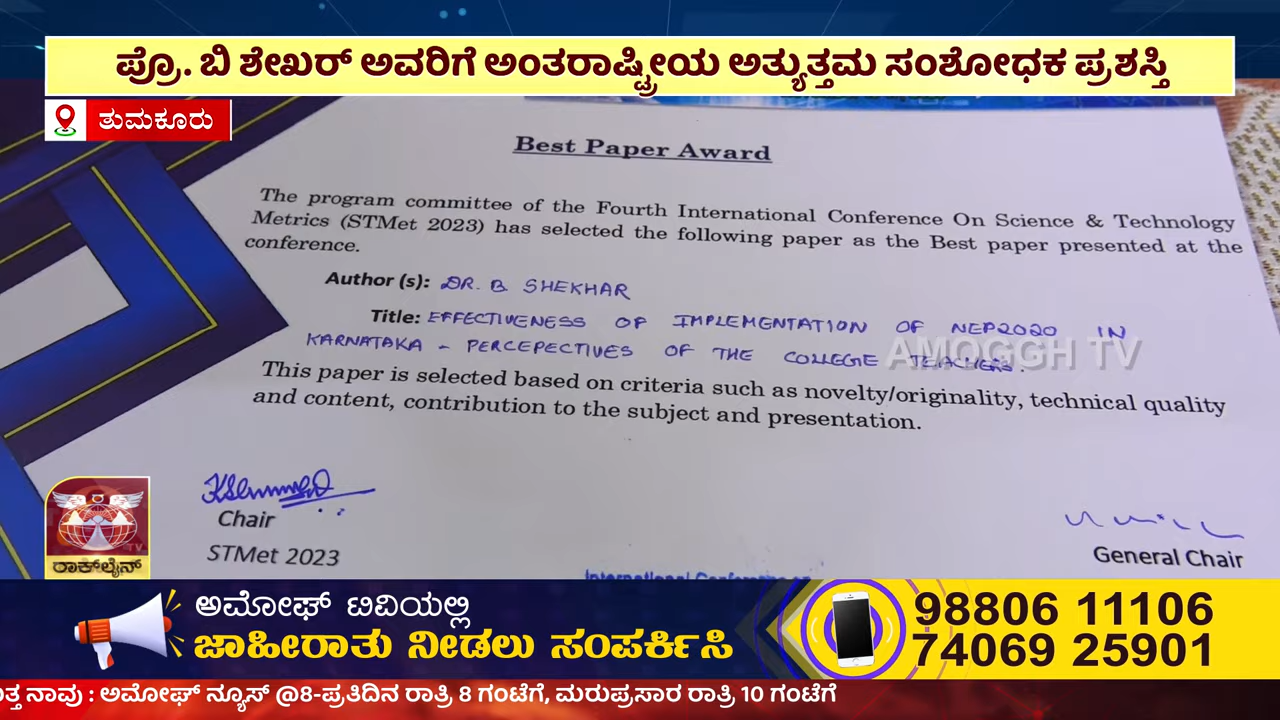 ಪ್ರೊ. ಬಿ ಶೇಖರ್ ಅವರಿಗೆ ಅಂತರಾಷ್ಟ್ರೀಯ ಅತ್ಯುತ್ತಮ ಸಂಶೋಧಕ ಪ್ರಶಸ್ತಿ
ತುಮಕೂರು
Best Paper Award
The program committee of the Fourth International Conference On Science & Technology
Metrics (STMet 2023) has selected the following paper as the Best paper presented at the
conference.
Author (s): DR. B SHEKHAR
Title: EFFECTIVENESS OF IMPLEMENTATION OF NEP2020 IN
KARNATAKA - PERCEPECTIVES OF THE COLLEGE TEACHERS.
AMOGGH TV
This paper is selected based on criteria such as novelty/originality, technical quality
and content, contribution to the subject and presentation.
Chair
STMet 2023
General Chair
International Conference on
ರಾಕ್‌ಲೈನ್
ಅಮೋಘ್ ಟಿವಿಯಲ್ಲಿ
ಜಾಹೀರಾತು ನೀಡಲು ಸಂಪರ್ಕಿಸಿ
98806 11106
74069 25901
ನಾವು : ಅಮೋಘ್ ನ್ಯೂಸ್ @8-ಪ್ರತಿದಿನ ರಾತ್ರಿ 8 ಗಂಟೆಗೆ, ಮರುಪ್ರಸಾರ ರಾತ್ರಿ 10 ಗಂಟೆಗೆ